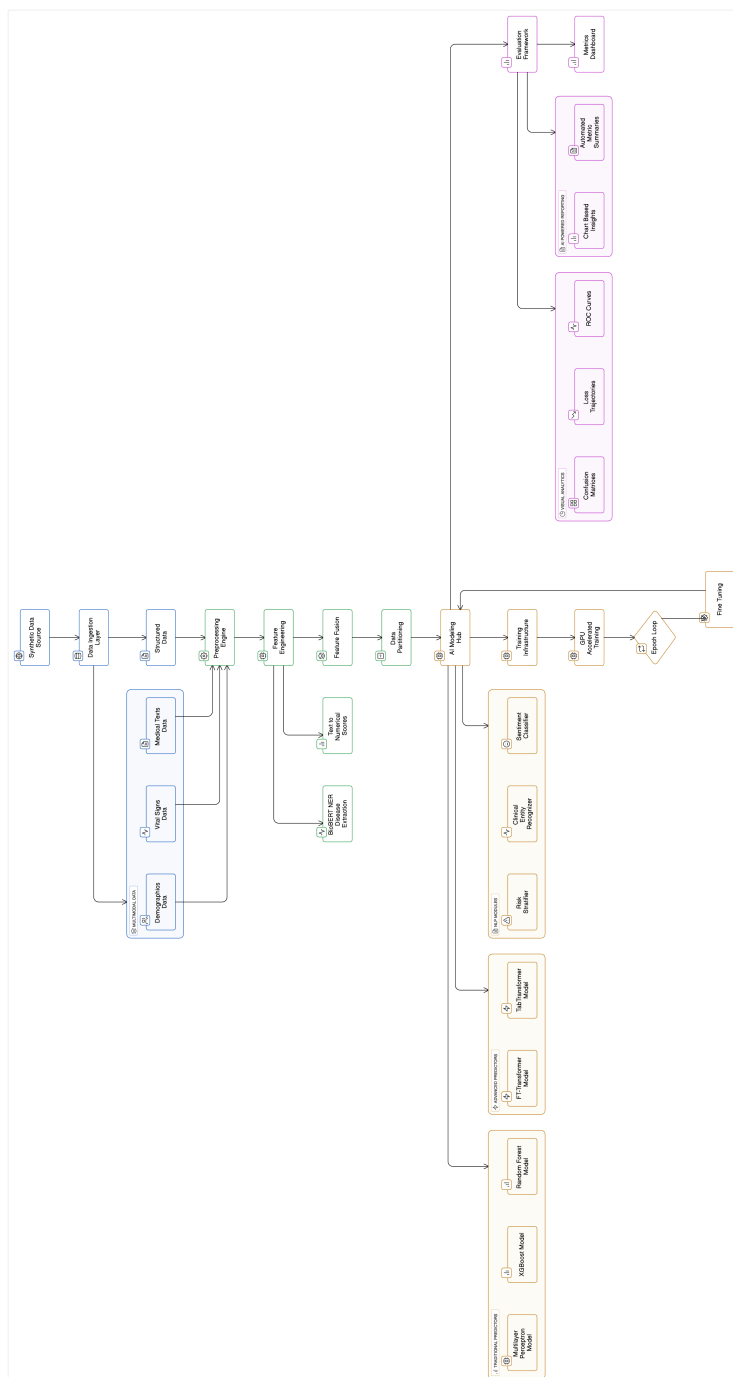 Evaluation
Framework
Metrics
Dashboard
AI POWERED REPORTING
Automated
Metric
Summaries
Chart Based
Insights
VISUAL ANALYTICS
ROC Curves
Loss
Trajectories
Confusion
Matrices
Synthetic Data
Source
Data Ingestion
Layer
Structured
Data
Preprocessing
Engine
Feature
Engineering
Feature Fusion
Data
Partitioning
AI Modeling
Hub
Training
Infrastructure
GPU
Accelerated
Training
Epoch Loop
Fine Tuning
MULTIMODAL DATA
Medical Texts
Data
Vital Signs
Data
Demographics
Data
Text to
Numerical
Scores
BioBERT NER
Disease
Extraction
NLP MODULES
Sentiment
Classifier
Clinical
Entity
Recognizer
Risk
Stratifier
ADVANCED PREDICTORS
TabTransformer
Model
FT-Transformer
Model
TRADITIONAL PREDICTORS
Random Forest
Model
XGBoost Model
Multilayer
Perceptron
Model